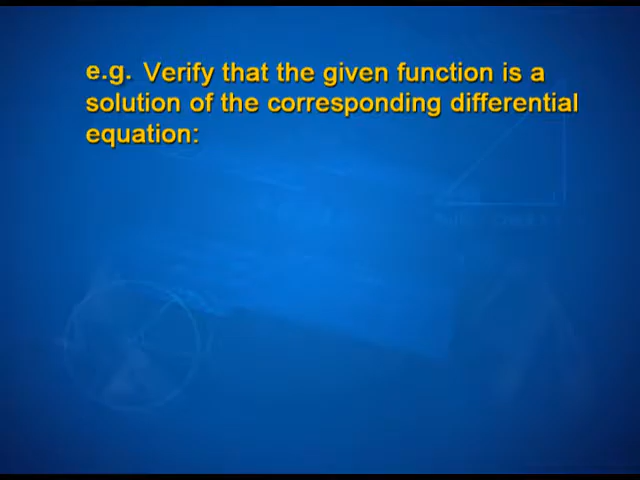 e.g. Verify that the given function is a
solution of the corresponding differential
equation: